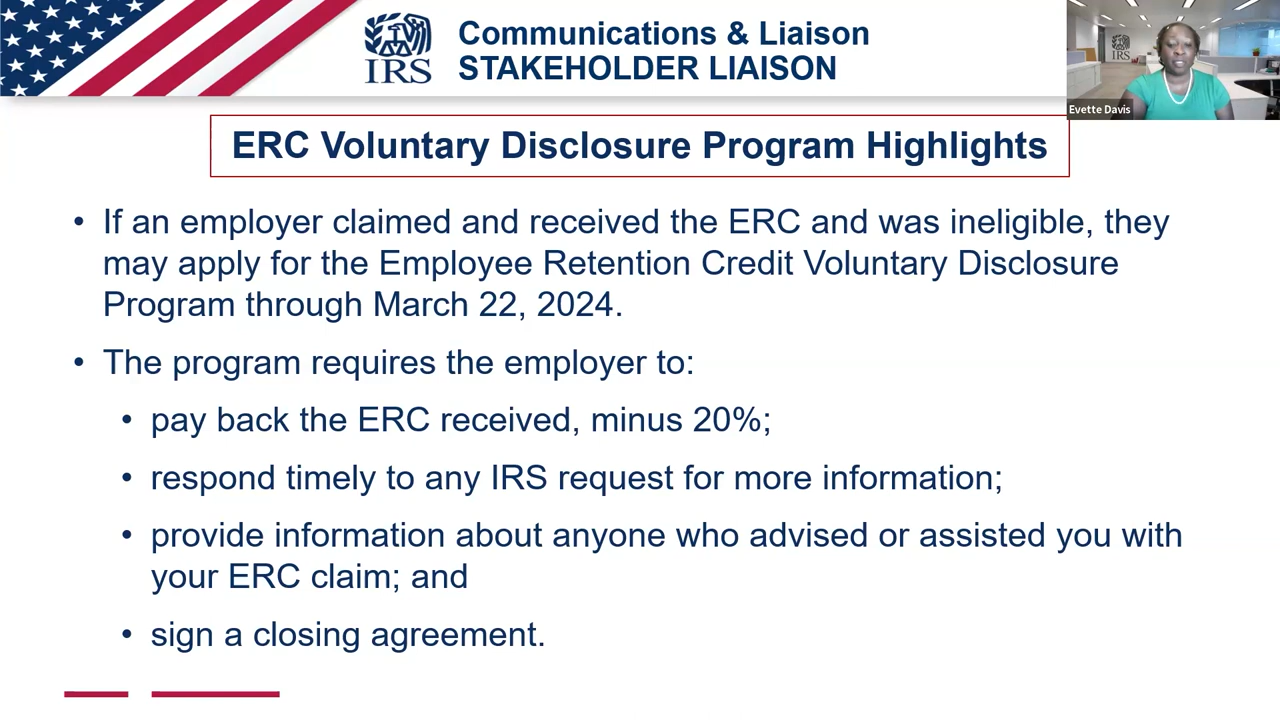 Communications & Liaison
STAKEHOLDER LIAISON
IRS
IRS
Evette Davis
ERC Voluntary Disclosure Program Highlights
• If an employer claimed and received the ERC and was ineligible, they
may apply for the Employee Retention Credit Voluntary Disclosure
Program through March 22, 2024.
• The program requires the employer to:
• pay back the ERC received, minus 20%;
• respond timely to any IRS request for more information;
• provide information about anyone who advised or assisted you with
your ERC claim; and
• sign a closing agreement.